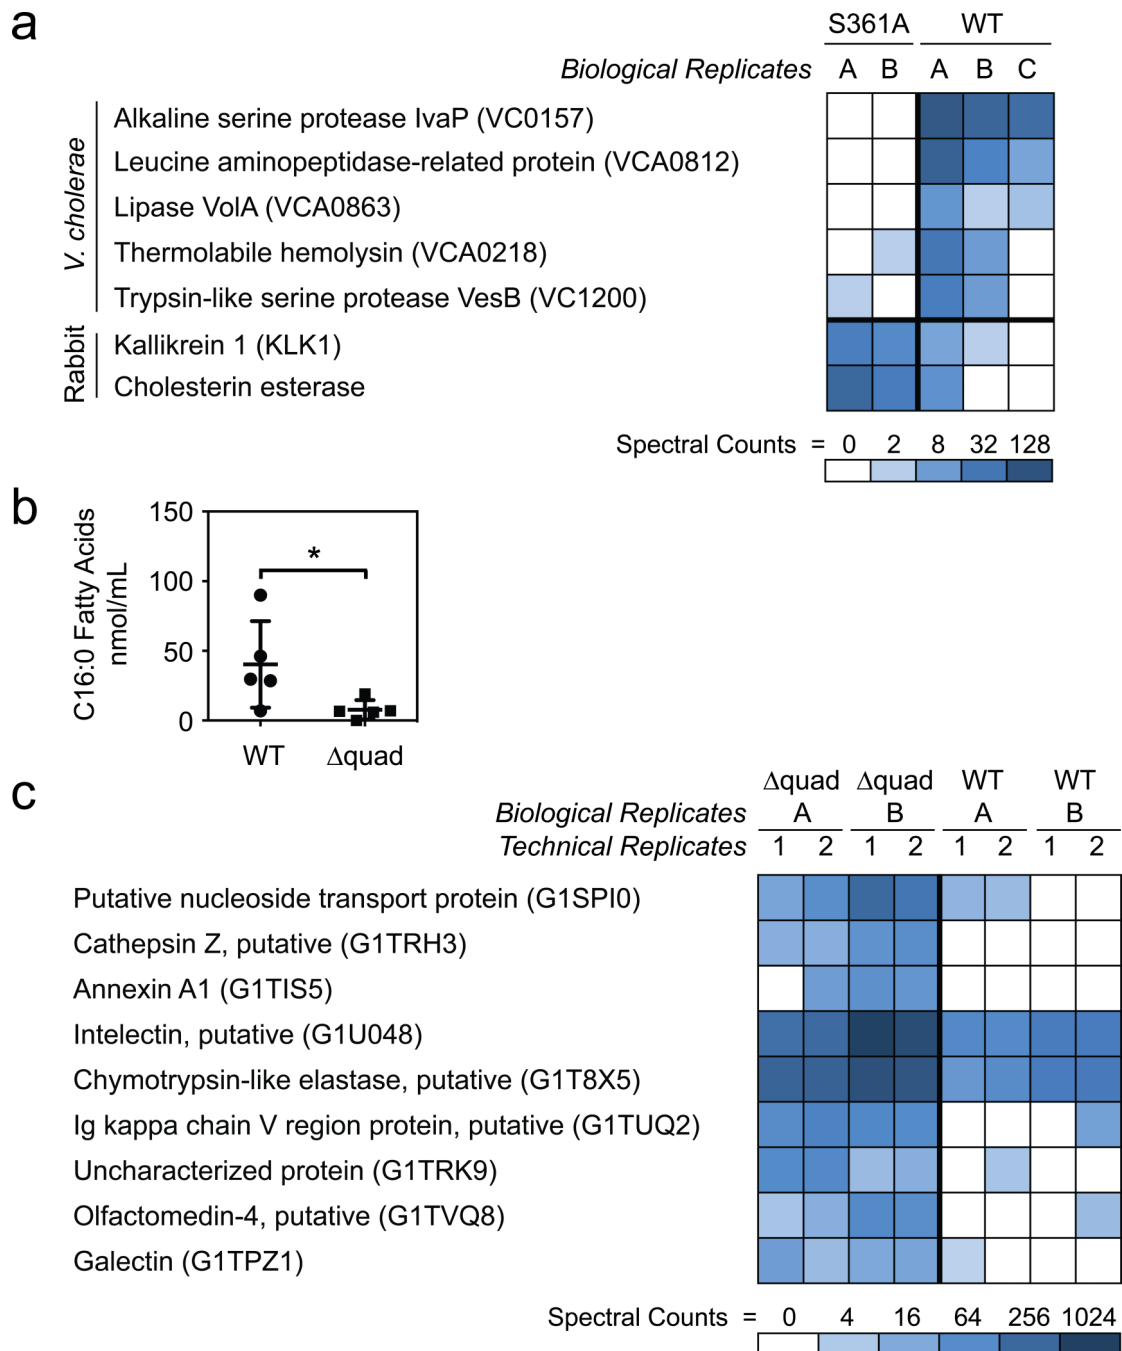 a
S361A WT
Biological Replicates A B A B C
V. cholerae
Alkaline serine protease IvaP (VC0157)
Leucine aminopeptidase-related protein (VCA0812)
Lipase VolA (VCA0863)
Thermolabile hemolysin (VCA0218)
Trypsin-like serine protease VesB (VC1200)
Rabbit
Kallikrein 1 (KLK1)
Cholesterin esterase
Spectral Counts = 0 2 8 32 128
b
C16:0 Fatty Acids
nmol/mL
150
100
50
0
*
WT Δquad
c
Δquad Δquad WT WT
Biological Replicates A B A B
Technical Replicates 1 2 1 2 1 2 1 2
Putative nucleoside transport protein (G1SPI0)
Cathepsin Z, putative (G1TRH3)
Annexin A1 (G1TIS5)
Intelectin, putative (G1U048)
Chymotrypsin-like elastase, putative (G1T8X5)
Ig kappa chain V region protein, putative (G1TUQ2)
Uncharacterized protein (G1TRK9)
Olfactomedin-4, putative (G1TVQ8)
Galectin (G1TPZ1)
Spectral Counts = 0 4 16 64 256 1024